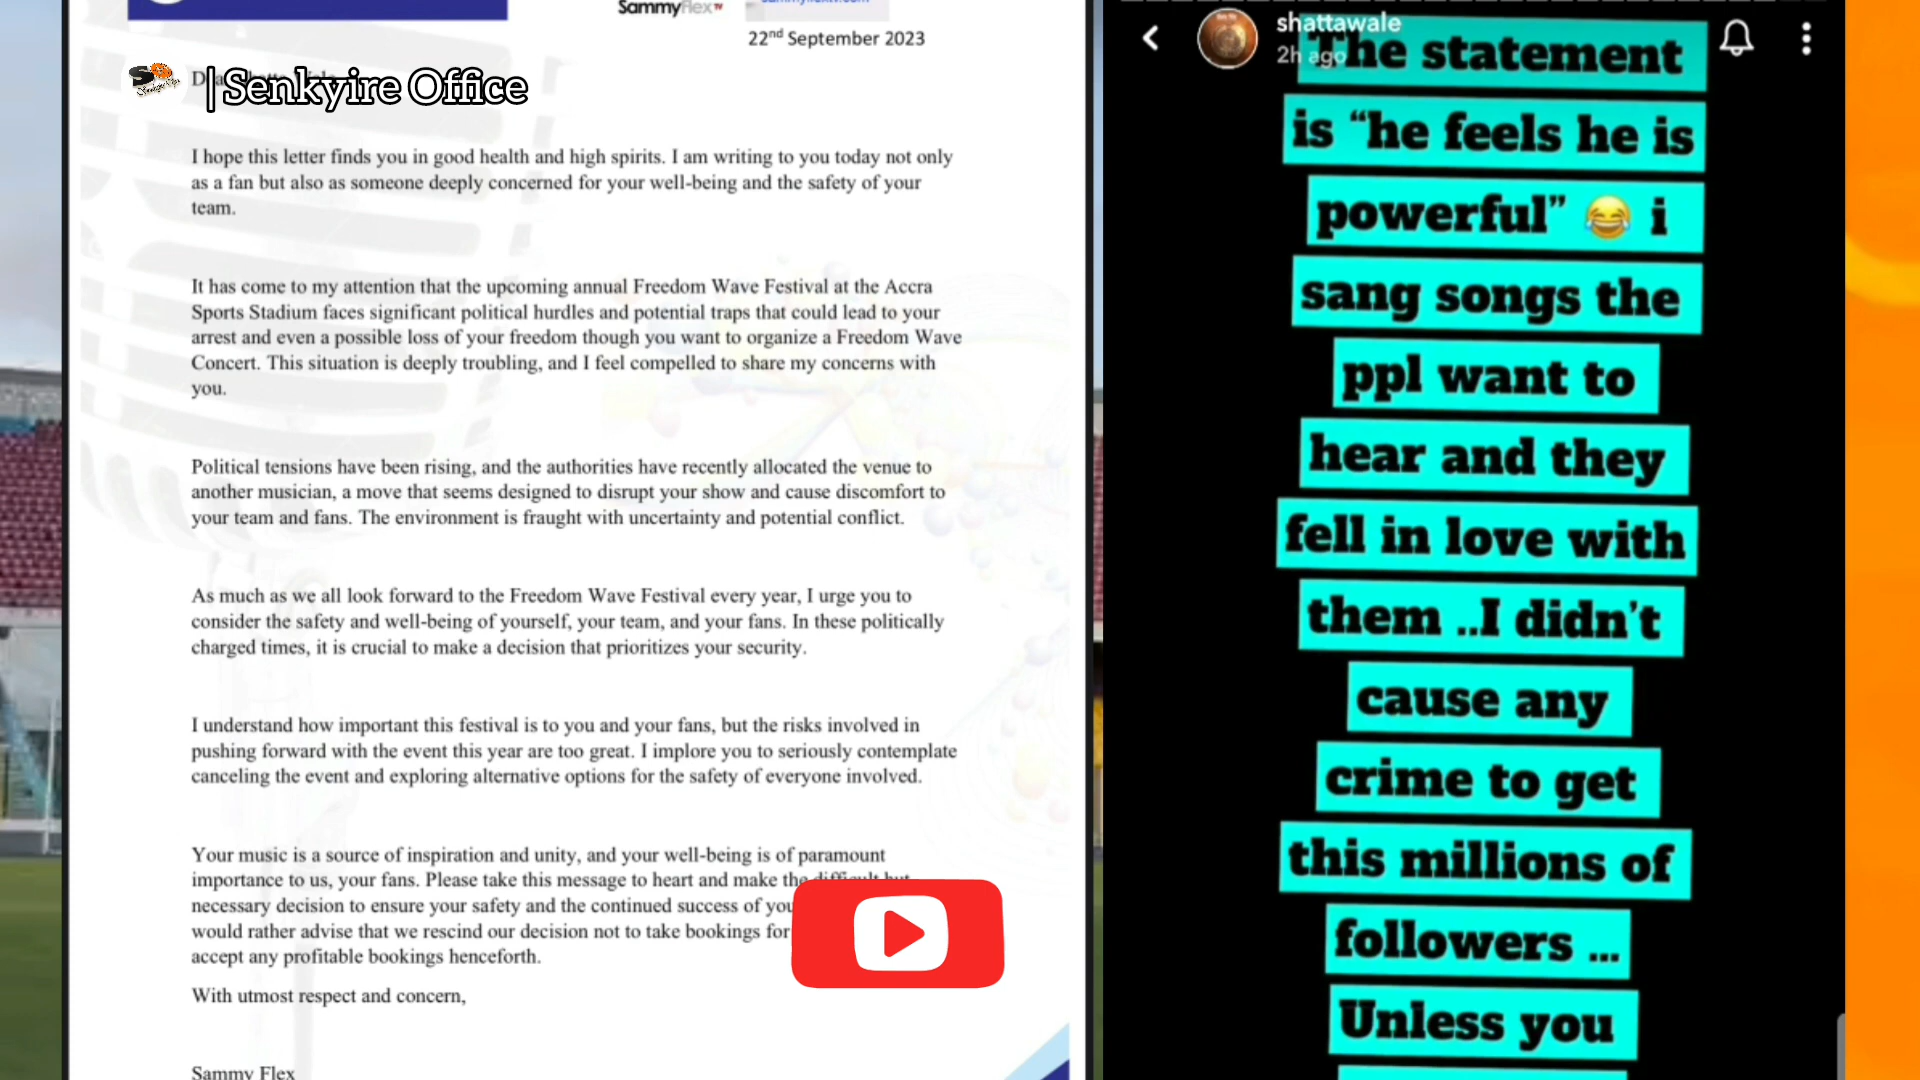 SammyFlex TV
22nd September 2023
| Senkyire Office
I hope this letter finds you in good health and high spirits. I am writing to you today not only
as a fan but also as someone deeply concerned for your well-being and the safety of your
team.
It has come to my attention that the upcoming annual Freedom Wave Festival at the Accra
Sports Stadium faces significant political hurdles and potential traps that could lead to your
arrest and even a possible loss of your freedom though you want to organize a Freedom Wave
Concert. This situation is deeply troubling, and I feel compelled to share my concerns with
you.
Political tensions have been rising, and the authorities have recently allocated the venue to
another musician, a move that seems designed to disrupt your show and cause discomfort to
your team and fans. The environment is fraught with uncertainty and potential conflict.
As much as we all look forward to the Freedom Wave Festival every year, I urge you to
consider the safety and well-being of yourself, your team, and your fans. In these politically
charged times, it is crucial to make a decision that prioritizes your security.
I understand how important this festival is to you and your fans, but the risks involved in
pushing forward with the event this year are too great. I implore you to seriously contemplate
canceling the event and exploring alternative options for the safety of everyone involved.
Your music is a source of inspiration and unity, and your well-being is of paramount
importance to us, your fans. Please take this message to heart and make the difficult but
necessary decision to ensure your safety and the continued success of
would rather advise that we rescind our decision not to take bookings for
accept any profitable bookings henceforth.
With utmost respect and concern,
Sammy Flex
shattawale
2h ago
The statement
is “he feels he is
powerful” 😂 i
sang songs the
ppl want to
hear and they
fell in love with
them ..I didn't
cause any
crime to get
this millions of
followers ...
Unless you